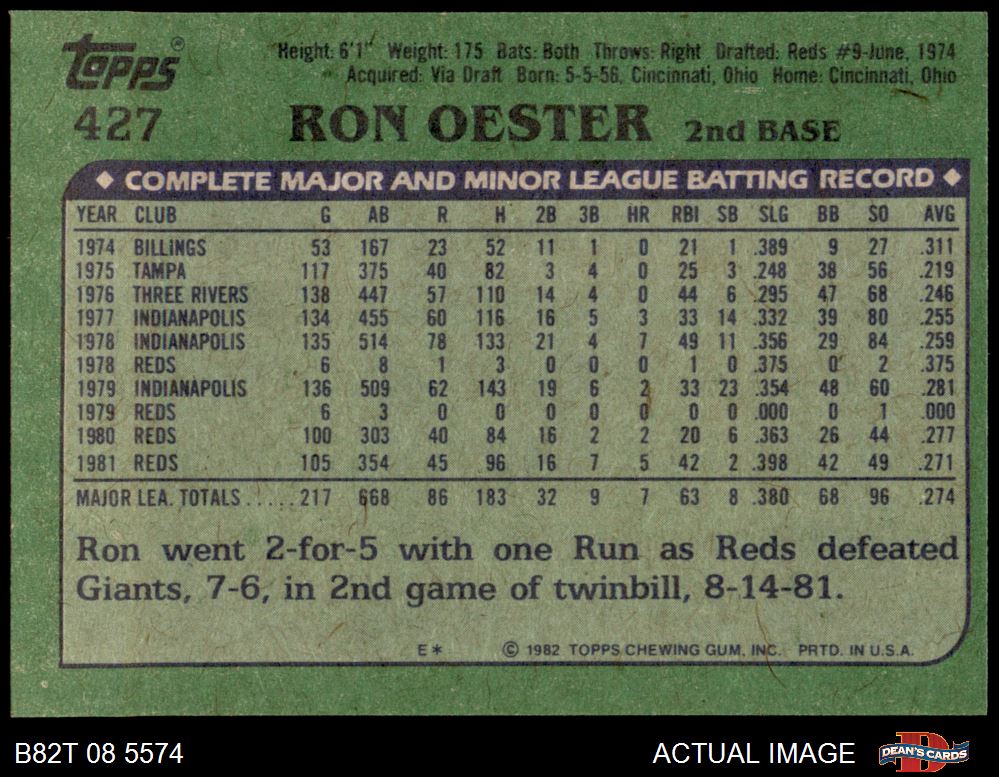 Topps®
Height: 6'1" Weight: 175 Bats: Both Throws: Right Drafted: Reds #9-June, 1974
Acquired: Via Draft Born: 5-5-56, Cincinnati, Ohio Home: Cincinnati, Ohio
427 RON OESTER 2nd BASE
◆ COMPLETE MAJOR AND MINOR LEAGUE BATTING RECORD ◆
YEAR CLUB G AB R H 2B 3B HR RBI SB SLG BB SO AVG
1974 BILLINGS 53 167 23 52 11 1 0 21 1 .389 9 27 .311
1975 TAMPA 117 375 40 82 3 4 0 25 3 .248 38 56 .219
1976 THREE RIVERS 138 447 57 110 14 4 0 44 6 .295 47 68 .246
1977 INDIANAPOLIS 134 455 60 116 16 5 3 33 14 .332 39 80 .255
1978 INDIANAPOLIS 135 514 78 133 21 4 7 49 11 .356 29 84 .259
1978 REDS 6 8 1 3 0 0 0 1 0 .375 0 2 .375
1979 INDIANAPOLIS 136 509 62 143 19 6 2 33 23 .354 48 60 .281
1979 REDS 6 3 0 0 0 0 0 0 0 .000 0 1 .000
1980 REDS 100 303 40 84 16 2 2 20 6 .363 26 44 .277
1981 REDS 105 354 45 96 16 7 5 42 2 .398 42 49 .271
MAJOR LEA. TOTALS ..... 217 668 86 183 32 9 7 63 8 .380 68 96 .274
Ron went 2-for-5 with one Run as Reds defeated
Giants, 7-6, in 2nd game of twinbill, 8-14-81.
E* © 1982 TOPPS CHEWING GUM, INC. PRTD. IN U.S.A.
B82T 08 5574 ACTUAL IMAGE DEAN'S CARDS